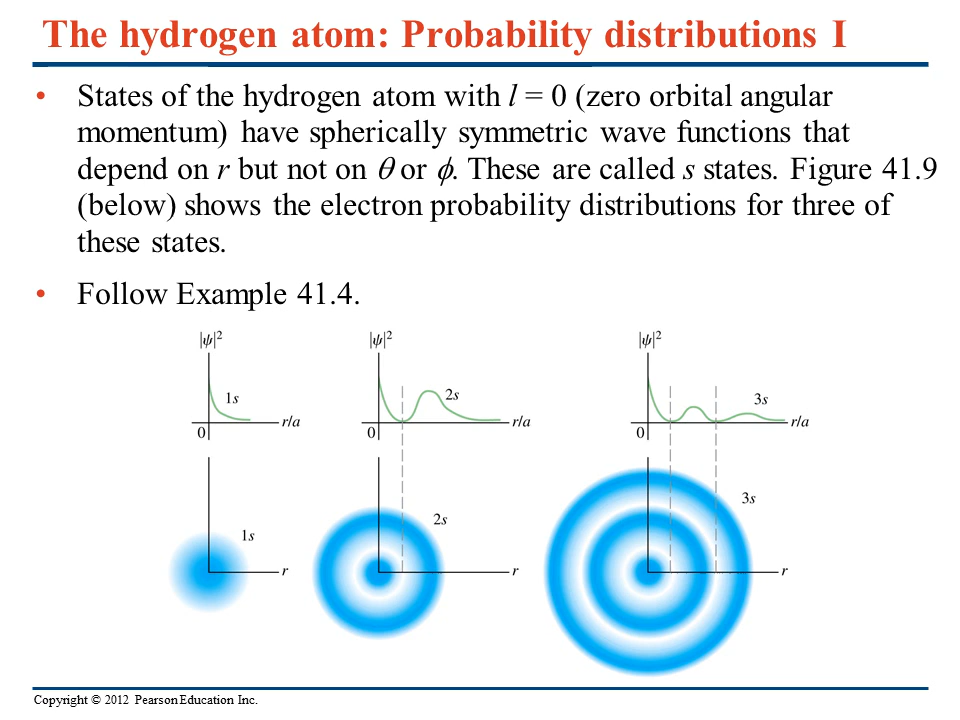 The hydrogen atom: Probability distributions I
• States of the hydrogen atom with l = 0 (zero orbital angular
momentum) have spherically symmetric wave functions that
depend on r but not on θ or ϕ. These are called s states. Figure 41.9
(below) shows the electron probability distributions for three of
these states.
• Follow Example 41.4.
|ψ|²
1s
r/a
0
|ψ|²
2s
r/a
0
|ψ|²
3s
r/a
0
1s
r
2s
r
3s
r
Copyright © 2012 Pearson Education Inc.